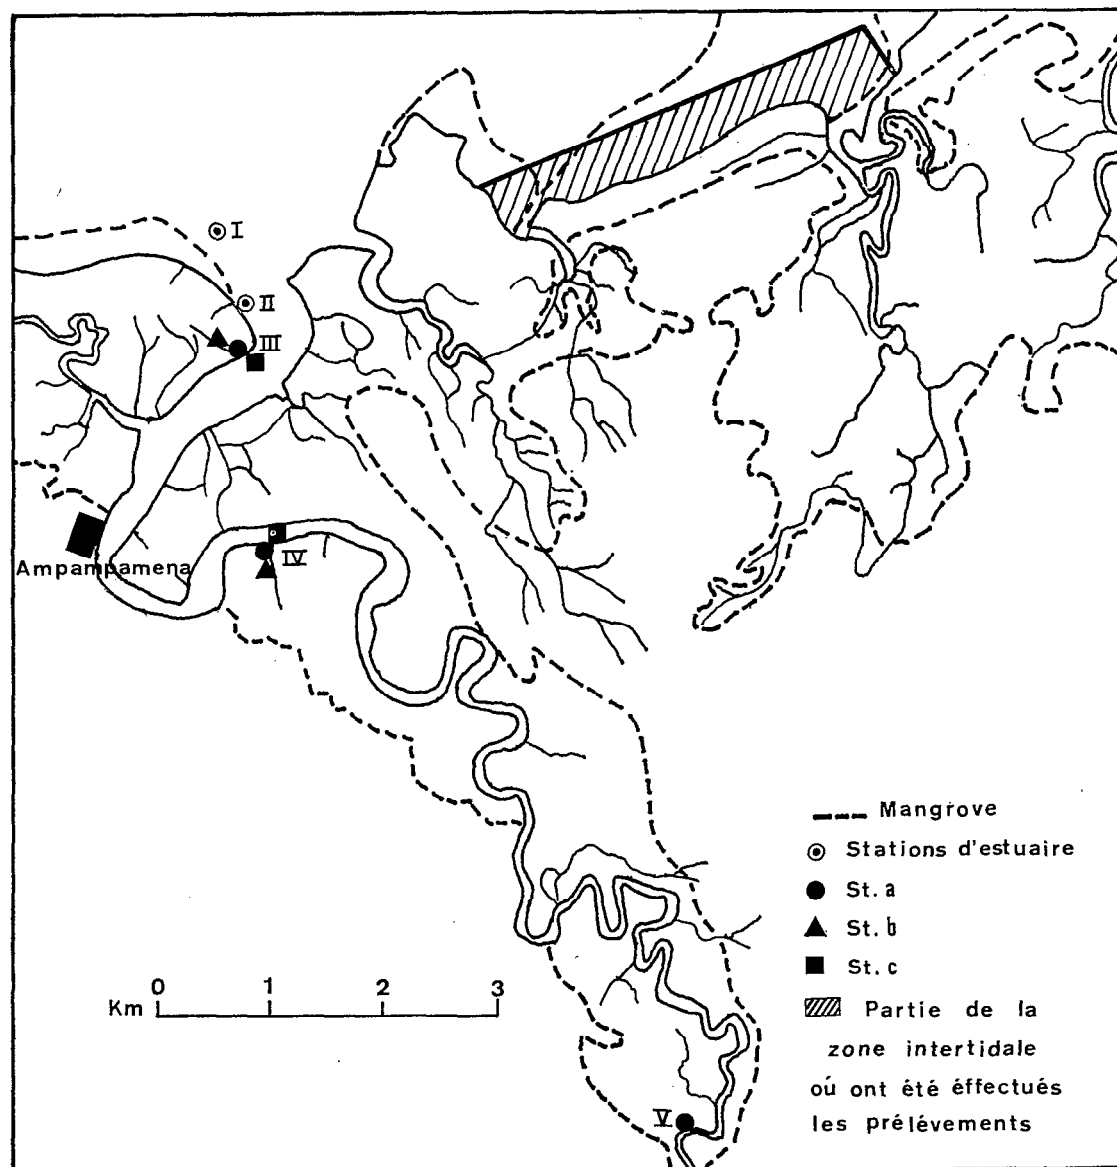 I
II
III
IV
Ampampamena
Mangrove
Stations d'estuaire
St. a
St. b
St. c
0 1 2 3
Km
Partie de la
zone intertidale
oú ont été éffectués
les prélévements
V